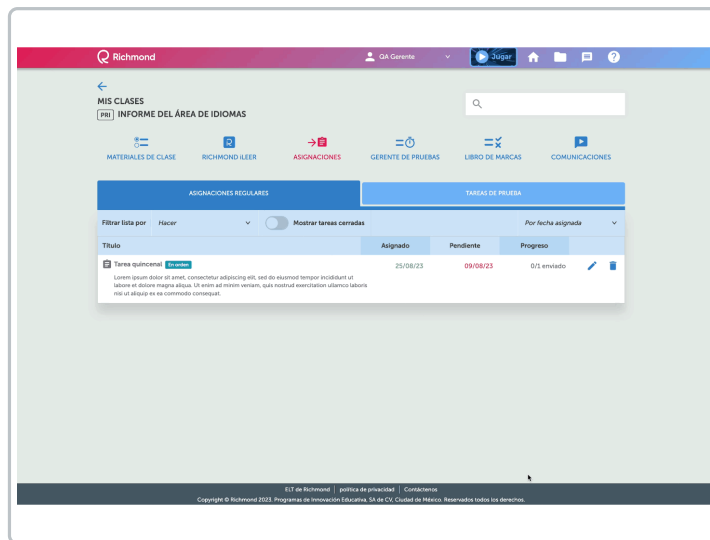 Richmond
QA Gerente
Jugar
MIS CLASES
PRI INFORME DEL ÁREA DE IDIOMAS
MATERIALES DE CLASE
RICHMOND iLEER
ASIGNACIONES
GERENTE DE PRUEBAS
LIBRO DE MARCAS
COMUNICACIONES
ASIGNACIONES REGULARES
TAREAS DE PRUEBA
Filtrar lista por Hacer
Mostrar tareas cerradas
Por fecha asignada
Título Asignado Pendiente Progreso
Tarea quincenal En orden 25/08/23 09/08/23 0/1 enviado
Lorem ipsum dolor sit amet, consectetur adipiscing elit, sed do eiusmod tempor incididunt ut
labore et dolore magna aliqua. Ut enim ad minim veniam, quis nostrud exercitation ullamco laboris
nisi ut aliquip ex ea commodo consequat.
ELT de Richmond | política de privacidad | Contáctenos
Copyright © Richmond 2023. Programas de Innovación Educativa, SA de CV, Ciudad de México. Reservados todos los derechos.